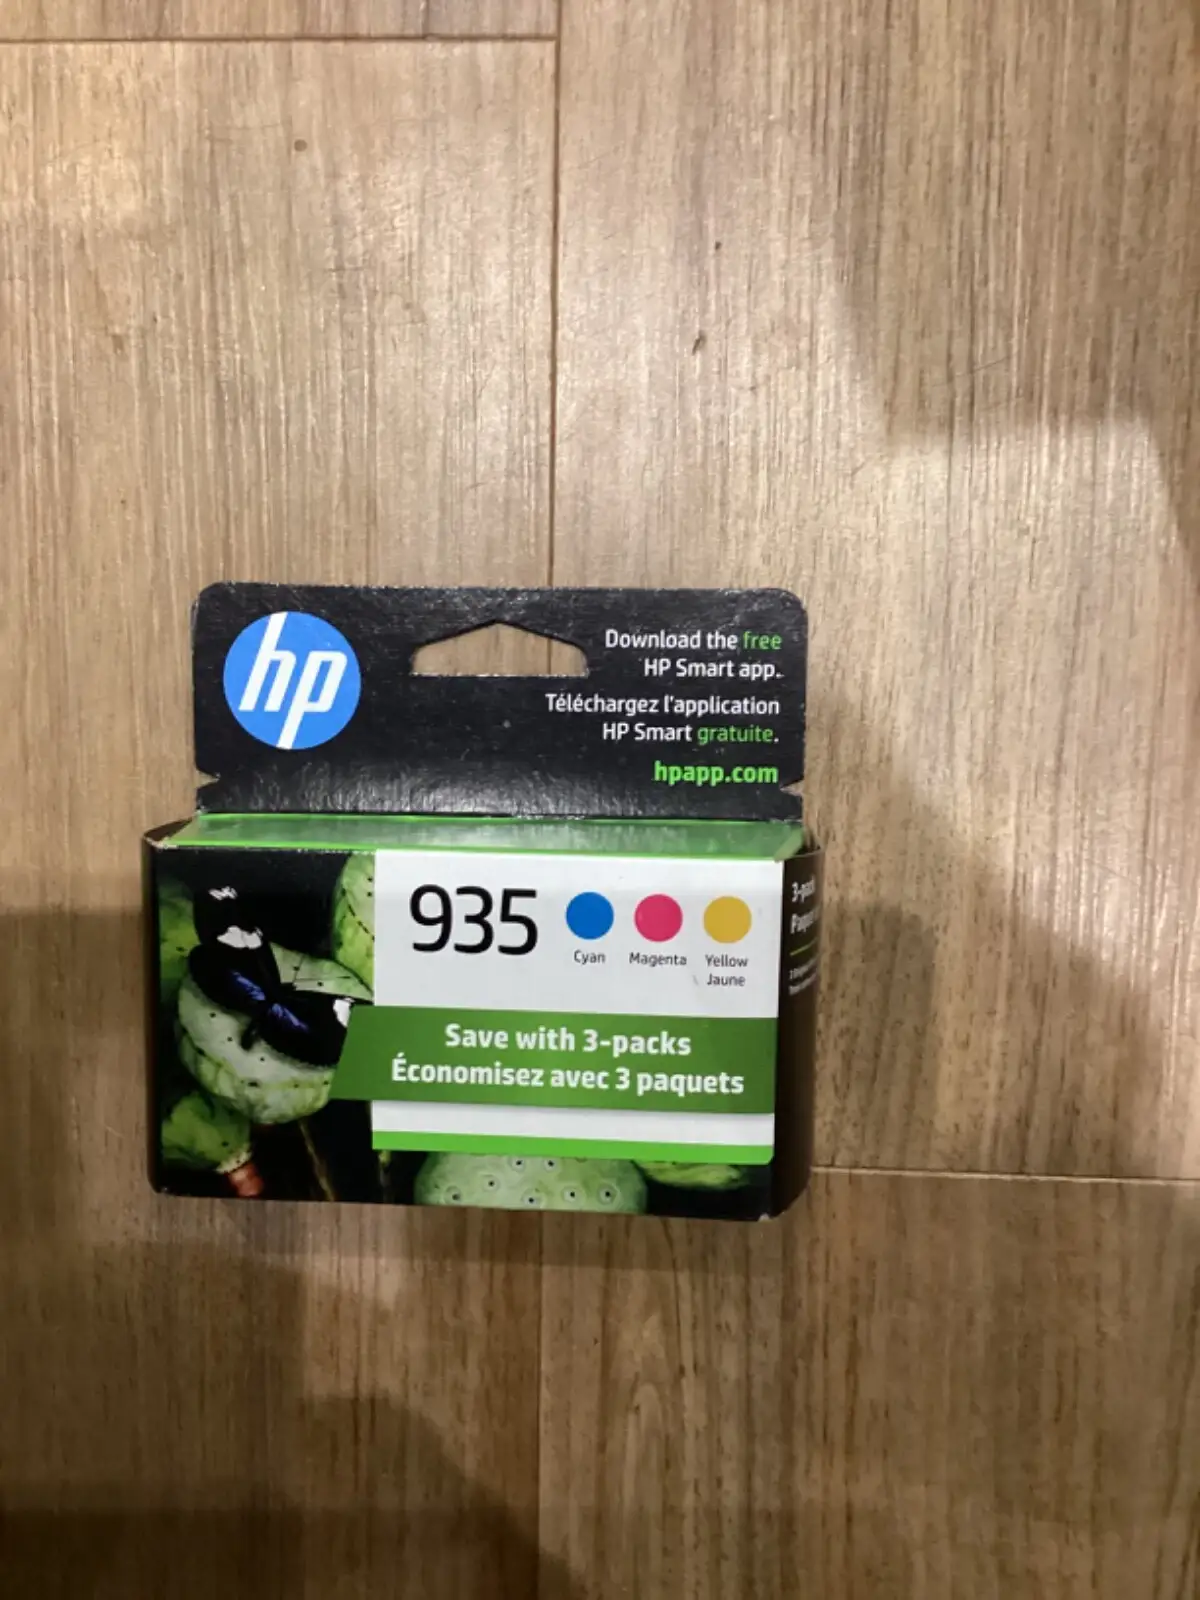 hp
Download the free
HP Smart app.
Téléchargez l'application
HP Smart gratuite.
hpapp.com
935
Cyan
Magenta
Yellow
Jaune
Save with 3-packs
Économisez avec 3 paquets